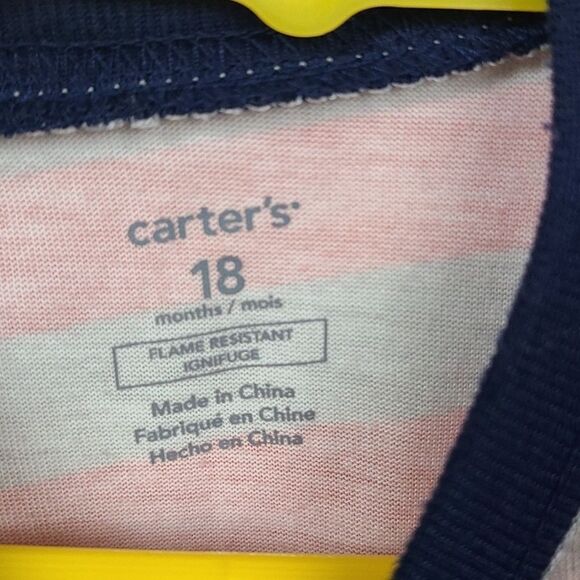 carter's
18
months / mois
FLAME RESISTANT
IGNIFUGE
Made in China
Fabriqué en Chine
Hecho en China